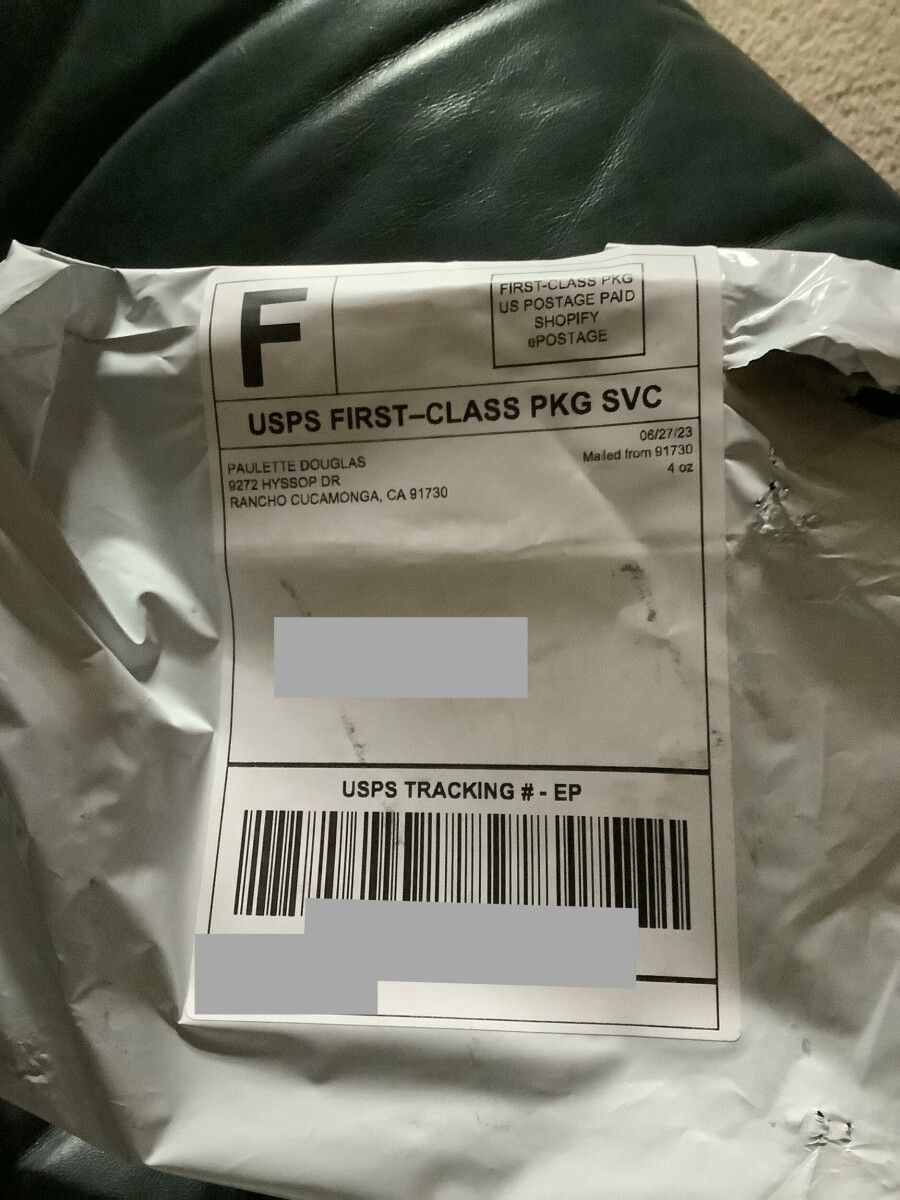 F
FIRST-CLASS PKG
US POSTAGE PAID
SHOPIFY
ePOSTAGE
USPS FIRST-CLASS PKG SVC
PAULETTE DOUGLAS
9272 HYSSOP DR
RANCHO CUCAMONGA, CA 91730
06/27/23
Mailed from 91730
4 oz
USPS TRACKING # - EP